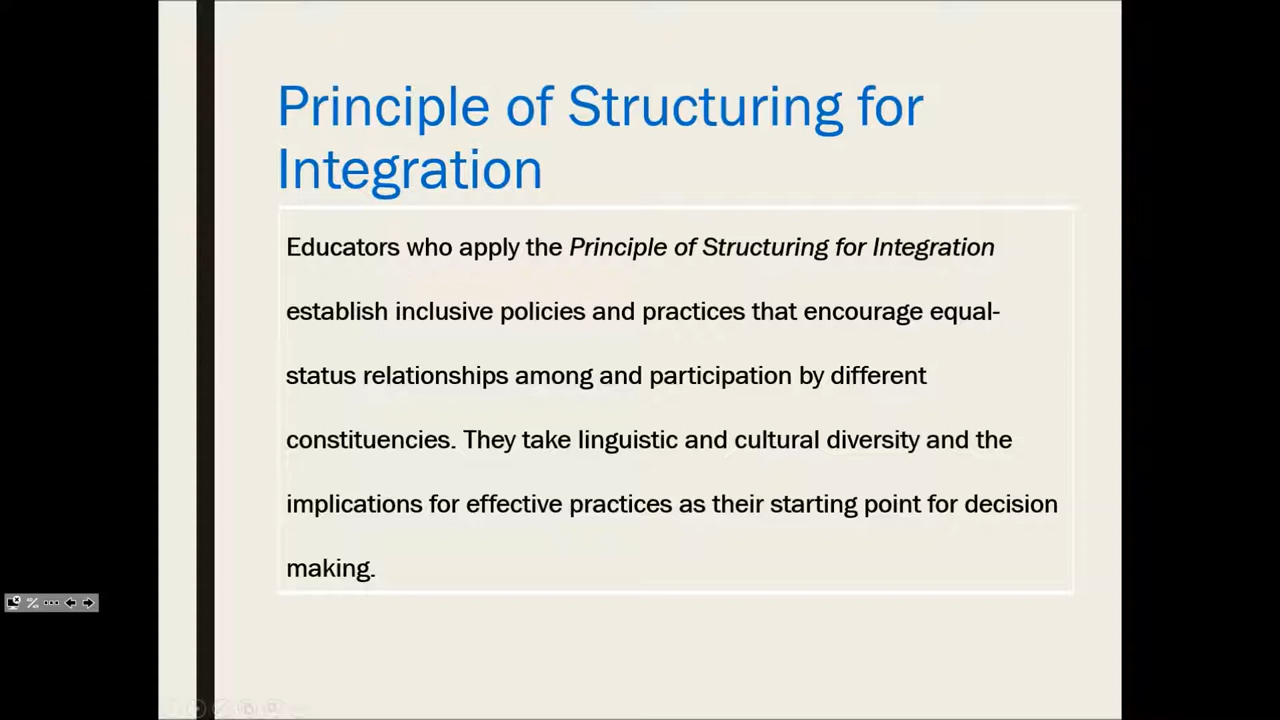 Principle of Structuring for
Integration
Educators who apply the Principle of Structuring for Integration
establish inclusive policies and practices that encourage equal-
status relationships among and participation by different
constituencies. They take linguistic and cultural diversity and the
implications for effective practices as their starting point for decision
making.